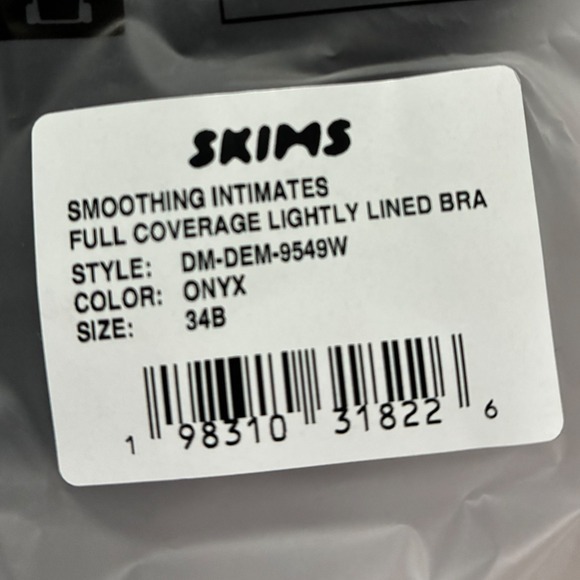 SKIMS
SMOOTHING INTIMATES
FULL COVERAGE LIGHTLY LINED BRA
STYLE: DM-DEM-9549W
COLOR: ONYX
SIZE: 34B
1 98310 31822 6